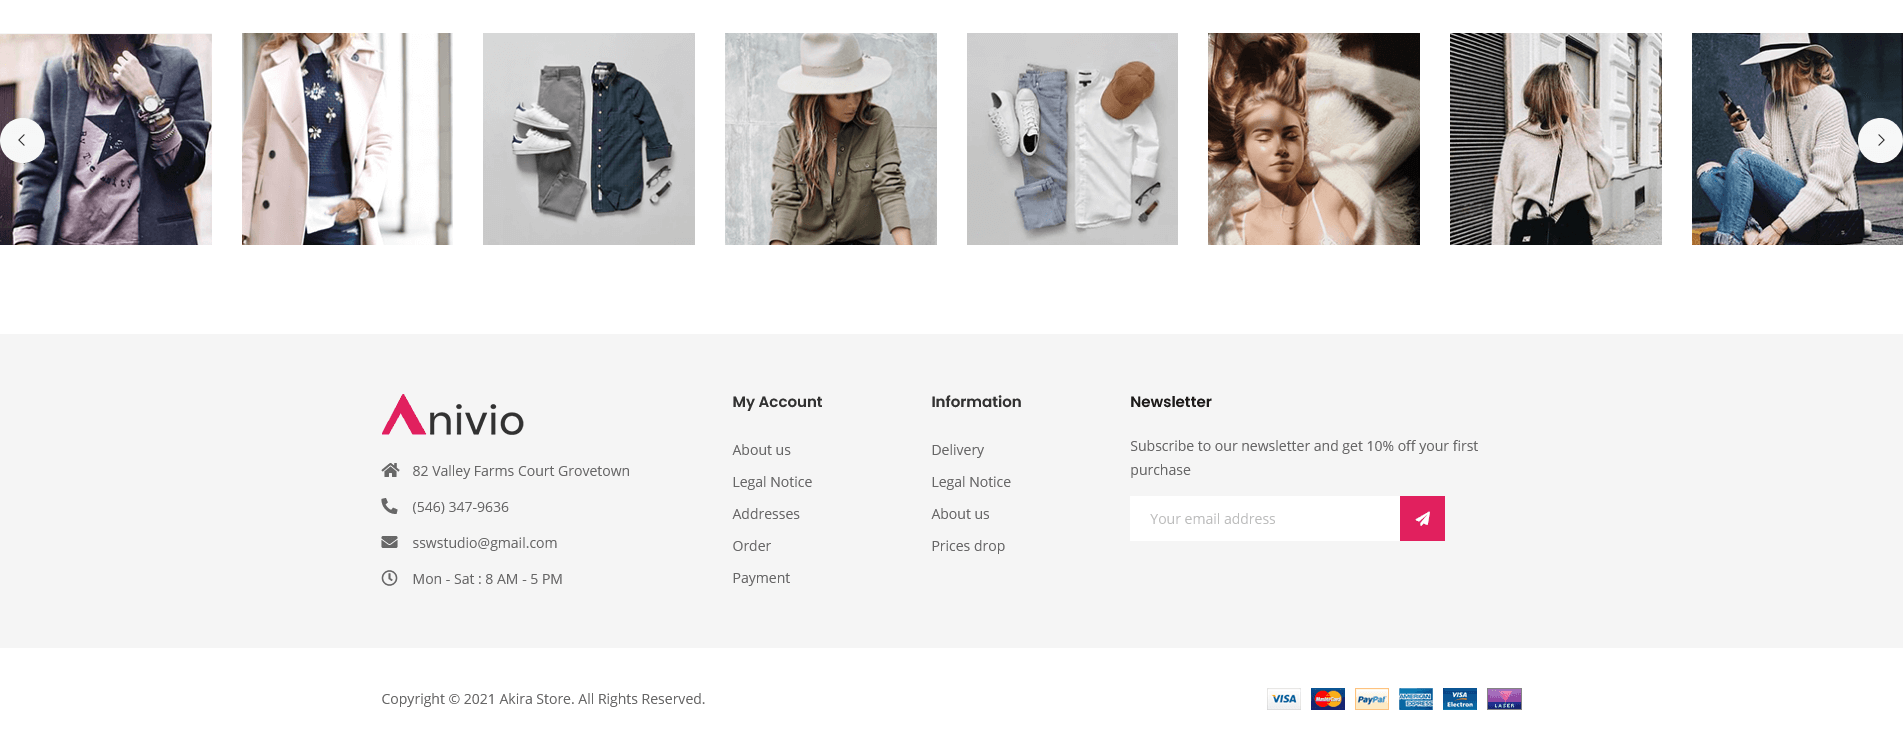 Anivio
82 Valley Farms Court Grovetown
(546) 347-9636
sswstudio@gmail.com
Mon - Sat : 8 AM - 5 PM
My Account
About us
Legal Notice
Addresses
Order
Payment
Information
Delivery
Legal Notice
About us
Prices drop
Newsletter
Subscribe to our newsletter and get 10% off your first
purchase
Your email address
Copyright © 2021 Akira Store. All Rights Reserved.
VISA
MasterCard
PayPal
AMERICAN
EXPRESS
VISA
Electron
LASER